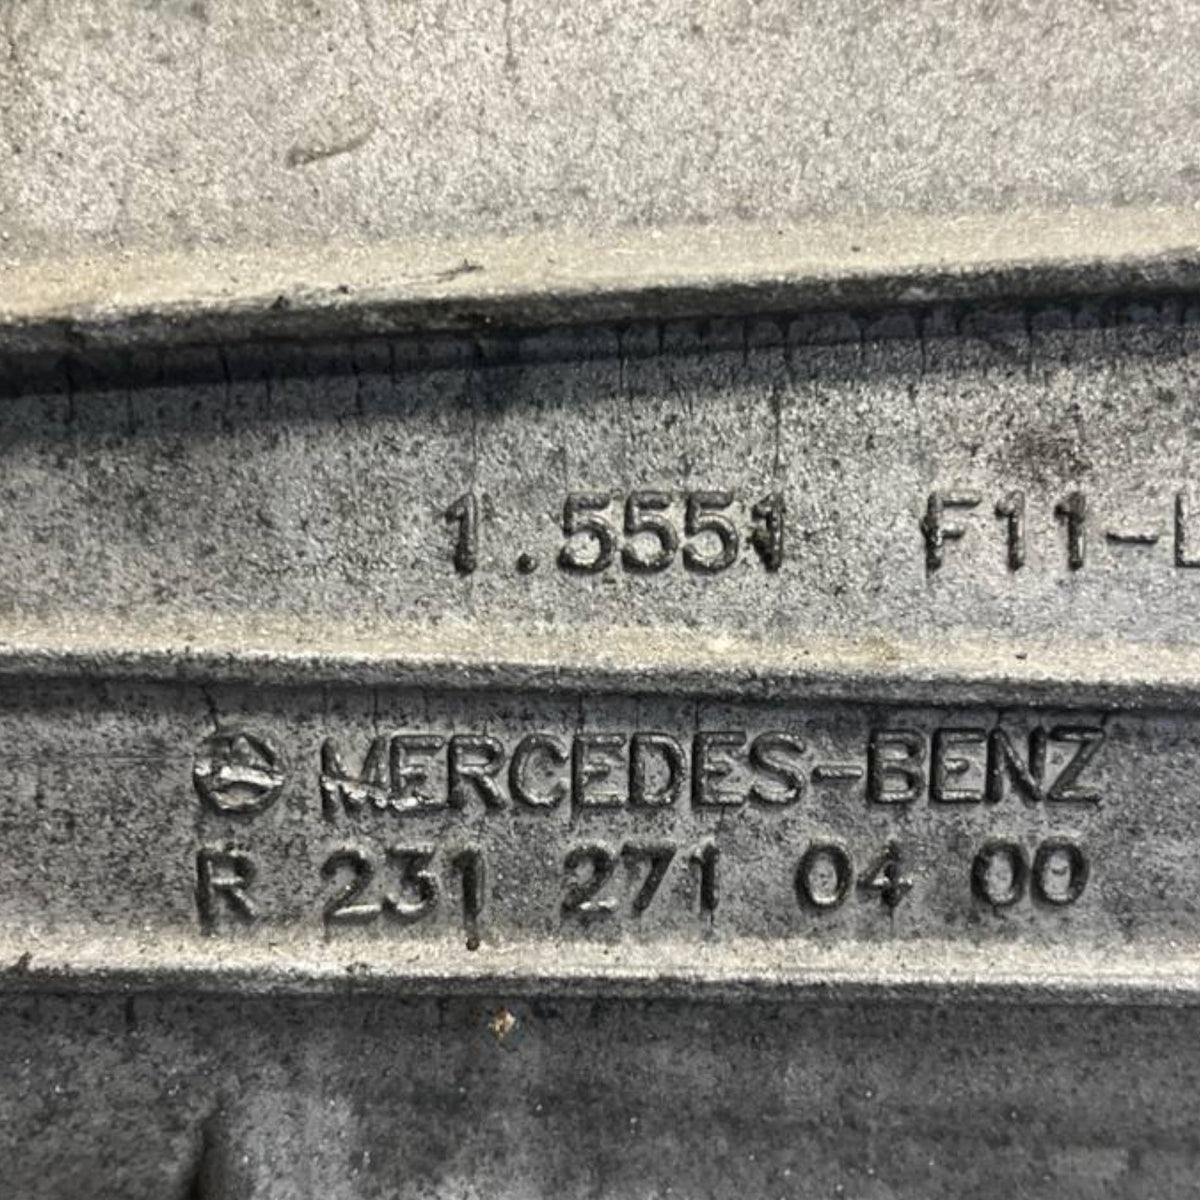 1.5551 F11-L
MERCEDES-BENZ
R 231 271 04 00